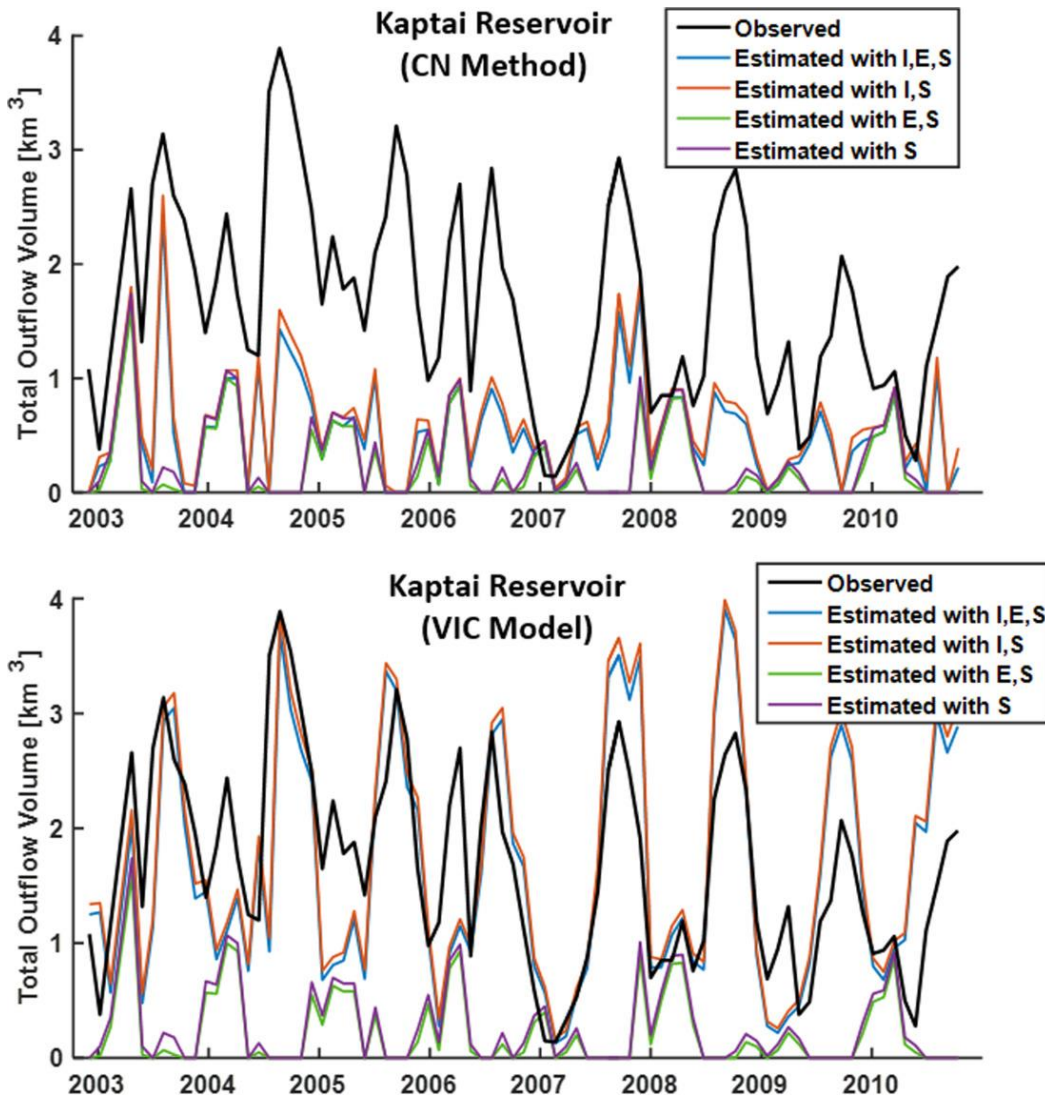 Kaptai Reservoir
(CN Method)
Observed
Estimated with I,E,S
Estimated with I,S
Estimated with E,S
Estimated with S
Total Outflow Volume [km 3]
4
3
2
1
0
2003 2004 2005 2006 2007 2008 2009 2010
Kaptai Reservoir
(VIC Model)
Observed
Estimated with I,E,S
Estimated with I,S
Estimated with E,S
Estimated with S
Total Outflow Volume [km 3]
4
3
2
1
0
2003 2004 2005 2006 2007 2008 2009 2010